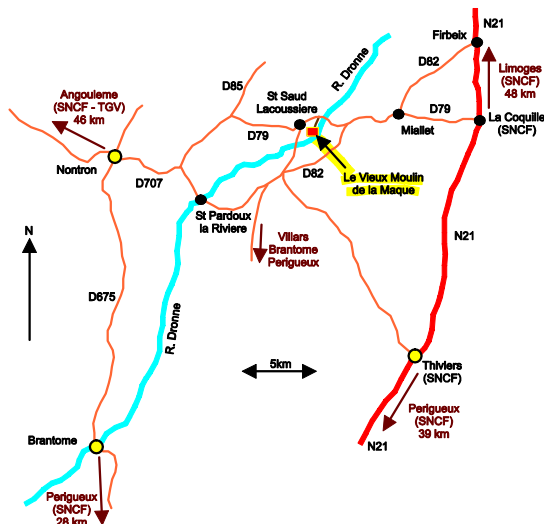 N21
Firbeix
D82
Limoges
(SNCF)
48 km
R. Dronne
D85
Angouleme
(SNCF - TGV)
46 km
St Saud
Lacoussiere
D79
D79
Miallet
La Coquille
(SNCF)
Nontron
D707
D82
Le Vieux Moulin
de la Maque
St Pardoux
la Riviere
N
Villars
Brantome
Perigueux
N21
D675
R. Dronne
5km
Thiviers
(SNCF)
Perigueux
(SNCF)
39 km
Brantome
N21
Perigueux
(SNCF)
28 km